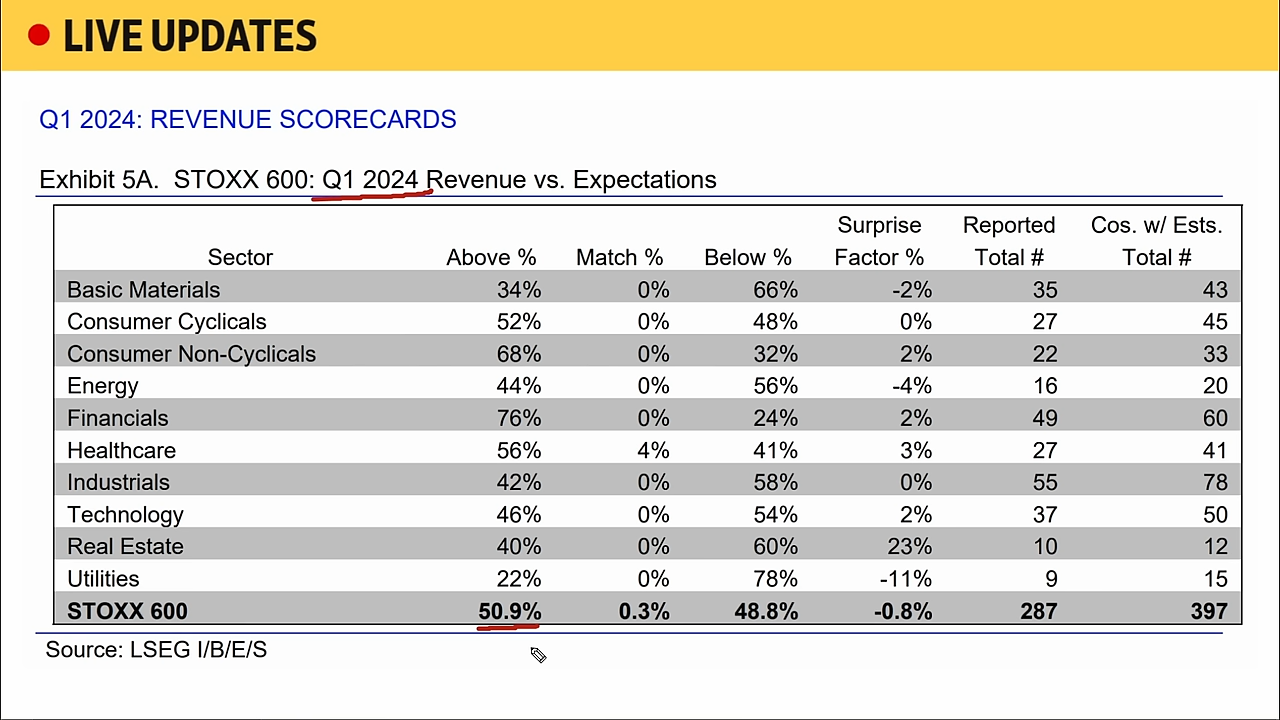 LIVE UPDATES
Q1 2024: REVENUE SCORECARDS
Exhibit 5A. STOXX 600: Q1 2024 Revenue vs. Expectations
Surprise Reported Cos. w/ Ests.
Sector Above % Match % Below % Factor % Total # Total #
Basic Materials 34% 0% 66% -2% 35 43
Consumer Cyclicals 52% 0% 48% 0% 27 45
Consumer Non-Cyclicals 68% 0% 32% 2% 22 33
Energy 44% 0% 56% -4% 16 20
Financials 76% 0% 24% 2% 49 60
Healthcare 56% 4% 41% 3% 27 41
Industrials 42% 0% 58% 0% 55 78
Technology 46% 0% 54% 2% 37 50
Real Estate 40% 0% 60% 23% 10 12
Utilities 22% 0% 78% -11% 9 15
STOXX 600 50.9% 0.3% 48.8% -0.8% 287 397
Source: LSEG I/B/E/S